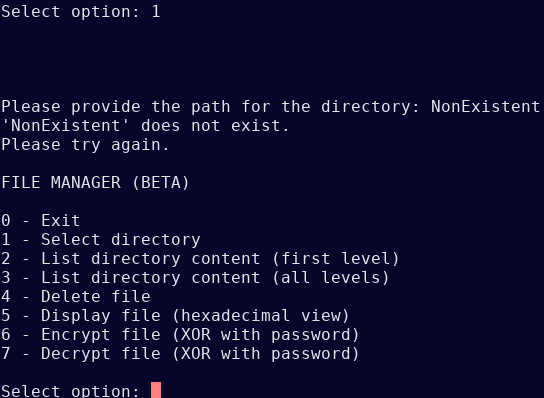 Select option: 1
Please provide the path for the directory: NonExistent
'NonExistent' does not exist.
Please try again.
FILE MANAGER (BETA)
0 - Exit
1 - Select directory
2 - List directory content (first level)
3 - List directory content (all levels)
4 - Delete file
5 - Display file (hexadecimal view)
6 - Encrypt file (XOR with password)
7 - Decrypt file (XOR with password)
Select option: